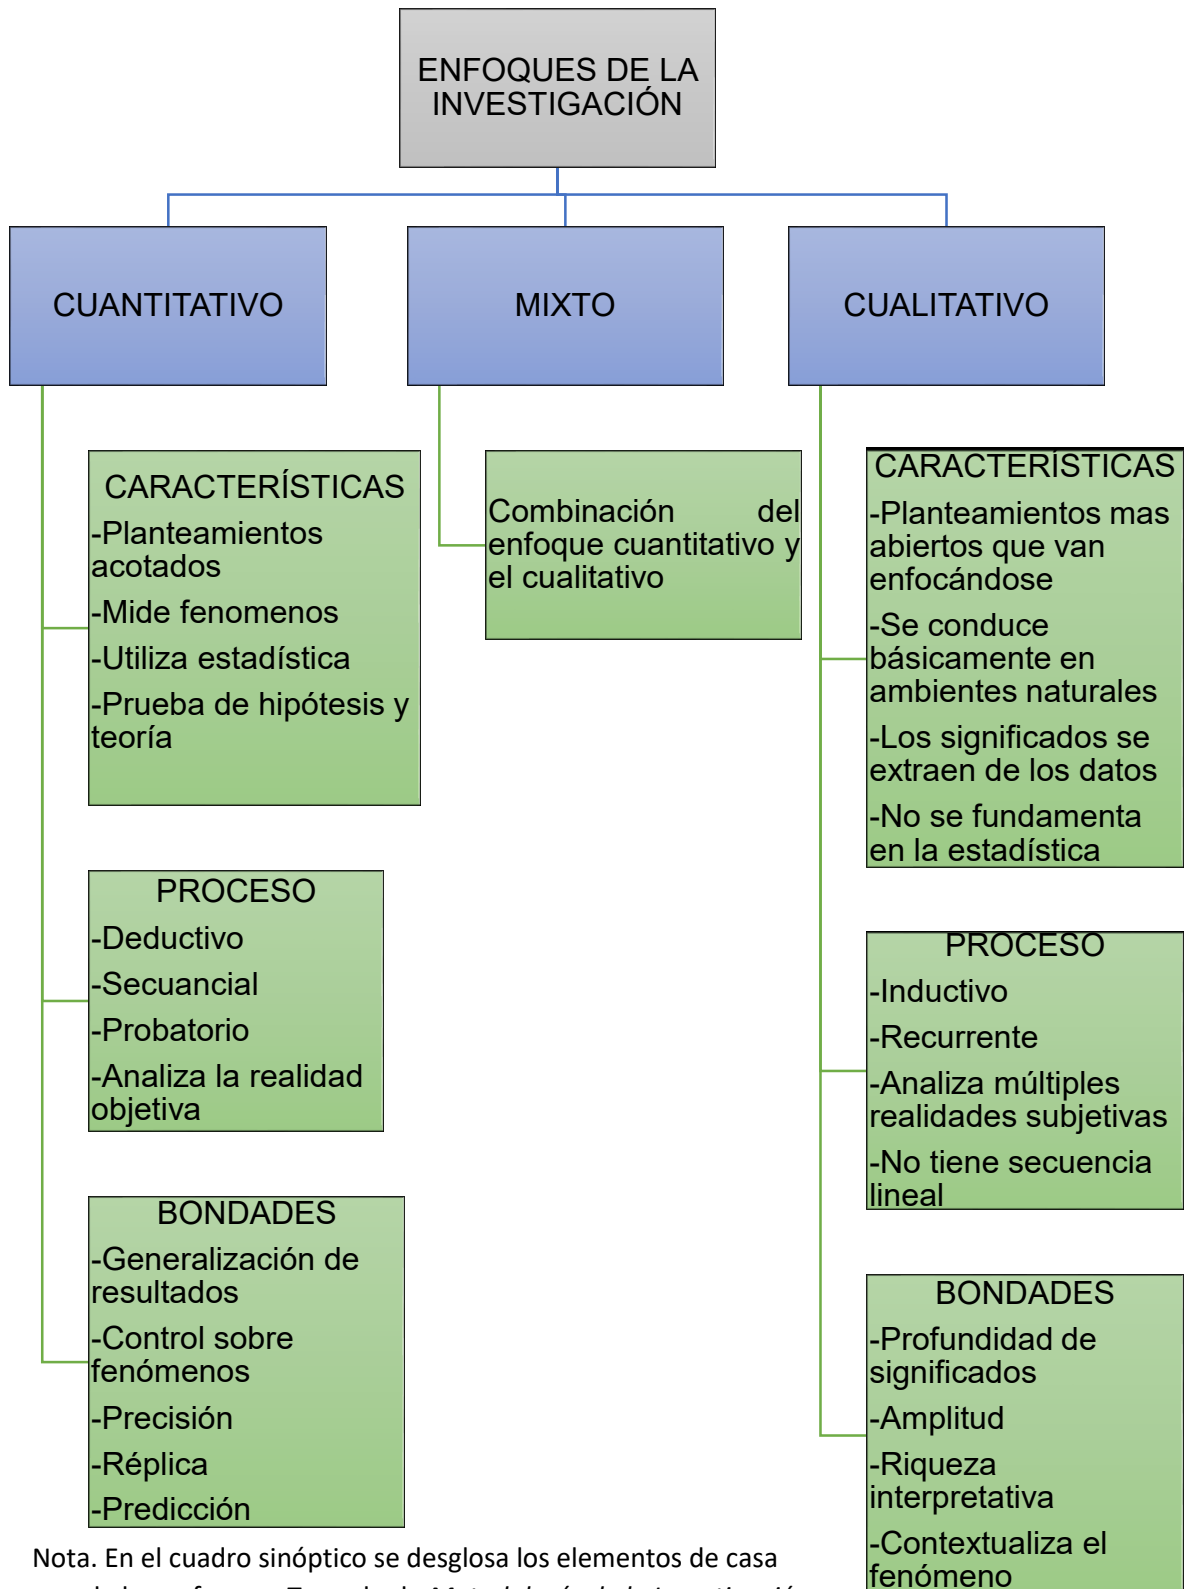 ENFOQUES DE LA
INVESTIGACIÓN
CUANTITATIVO
MIXTO
CUALITATIVO
CARACTERÍSTICAS
-Planteamientos
acotados
-Mide fenomenos
-Utiliza estadística
-Prueba de hipótesis y
teoría
PROCESO
-Deductivo
-Secuancial
-Probatorio
-Analiza la realidad
objetiva
BONDADES
-Generalización de
resultados
-Control sobre
fenómenos
-Precisión
-Réplica
-Predicción
Combinación del
enfoque cuantitativo y
el cualitativo
CARACTERÍSTICAS
-Planteamientos mas
abiertos que van
enfocándose
-Se conduce
básicamente en
ambientes naturales
-Los significados se
extraen de los datos
-No se fundamenta
en la estadística
PROCESO
-Inductivo
-Recurrente
-Analiza múltiples
realidades subjetivas
-No tiene secuencia
lineal
BONDADES
-Profundidad de
significados
-Amplitud
-Riqueza
interpretativa
-Contextualiza el
fenómeno
Nota. En el cuadro sinóptico se desglosa los elementos de casa